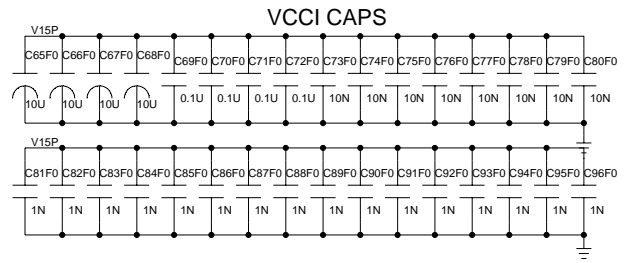 VCCI CAPS
V15P
C65F0 C66F0 C67F0 C68F0 C69F0 C70F0 C71F0 C72F0 C73F0 C74F0 C75F0 C76F0 C77F0 C78F0 C79F0 C80F0
10U 10U 10U 10U 0.1U 0.1U 0.1U 0.1U 10N 10N 10N 10N 10N 10N 10N 10N
V15P
C81F0 C82F0 C83F0 C84F0 C85F0 C86F0 C87F0 C88F0 C89F0 C90F0 C91F0 C92F0 C93F0 C94F0 C95F0 C96F0
1N 1N 1N 1N 1N 1N 1N 1N 1N 1N 1N 1N 1N 1N 1N 1N